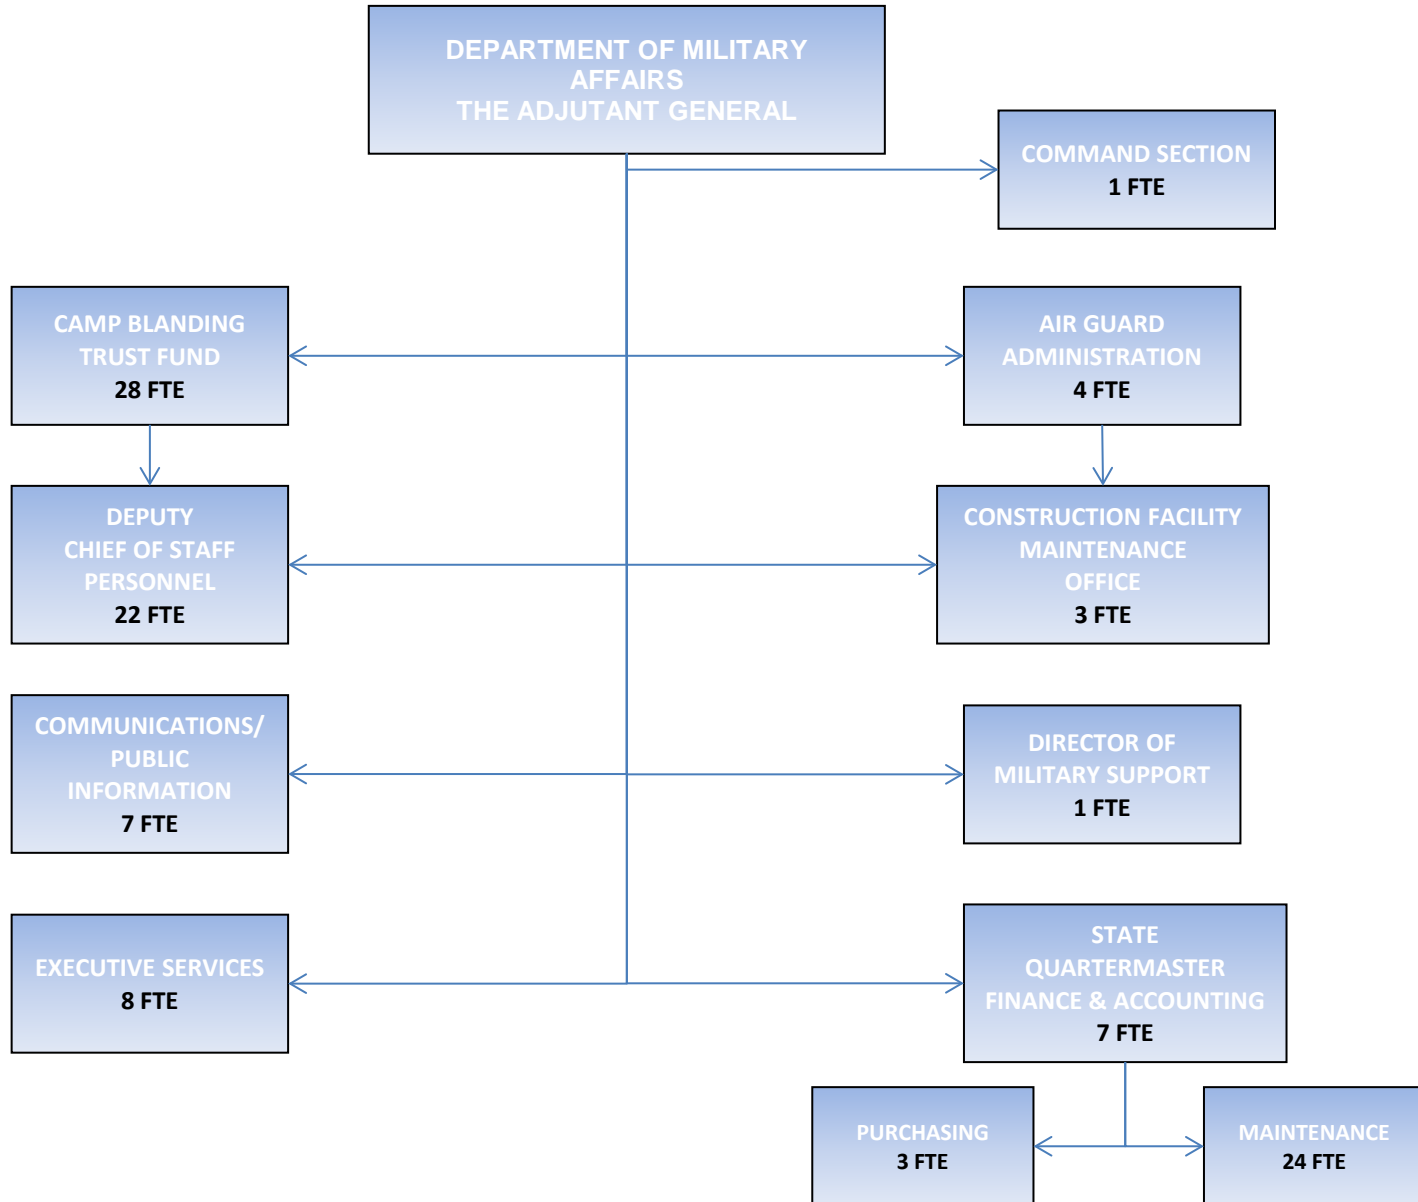 DEPARTMENT OF MILITARY
AFFAIRS
THE ADJUTANT GENERAL
COMMAND SECTION
1 FTE
CAMP BLANDING
TRUST FUND
28 FTE
AIR GUARD
ADMINISTRATION
4 FTE
DEPUTY
CHIEF OF STAFF
PERSONNEL
22 FTE
CONSTRUCTION FACILITY
MAINTENANCE
OFFICE
3 FTE
COMMUNICATIONS/
PUBLIC
INFORMATION
7 FTE
DIRECTOR OF
MILITARY SUPPORT
1 FTE
EXECUTIVE SERVICES
8 FTE
STATE
QUARTERMASTER
FINANCE & ACCOUNTING
7 FTE
PURCHASING
3 FTE
MAINTENANCE
24 FTE